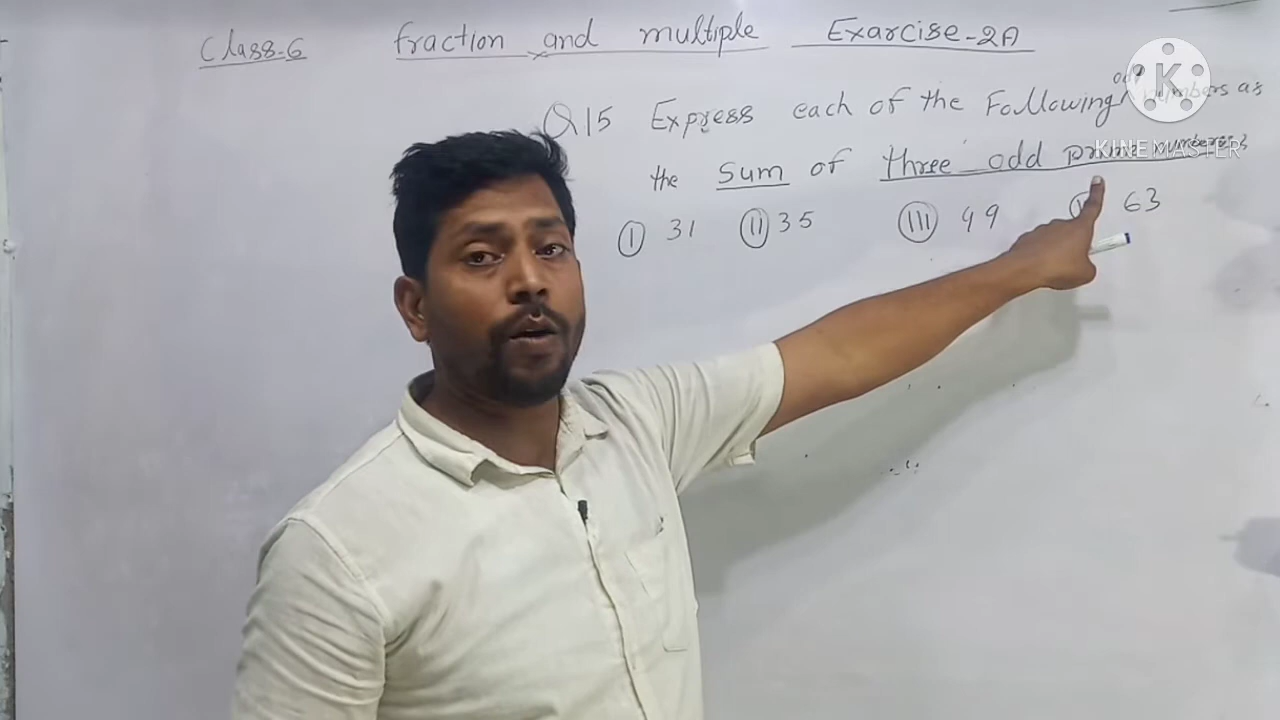 Class-6 fraction and multiple Exarcise-2A
Q15 Express each of the Following odd numbers as
the Sum of three odd prime numbers;
(I) 31 (II) 35 (III) 49 63
K
KINEMASTER